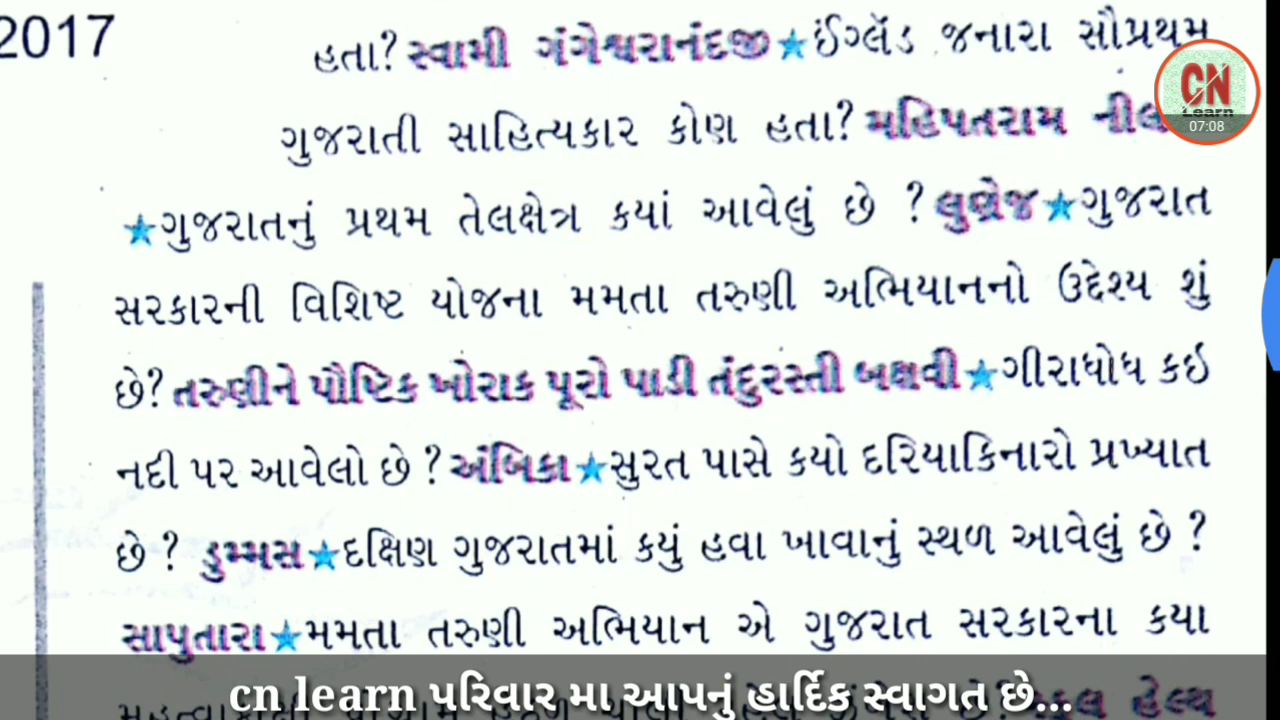 2017
હતા? સ્વામી ગંગેશ્વરાનંદજી ★ ઈંગ્લૅંડ જનારા સૌપ્રથમ
CN
Learn
07:08
ગુજરાતી સાહિત્યકાર કોણ હતા? મહિપતરામ
★ ગુજરાતનું પ્રથમ તેલક્ષેત્ર કયાં આવેલું છે ? લુણેજ ★ ગુજરાત
સરકારની વિશિષ્ટ યોજના મમતા તરુણી અભિયાનનો ઉદ્દેશ્ય શું
છે? તરુણીને પૌષ્ટિક ખોરાક પૂરો પાડી તંદુરસ્તી બક્ષવી ★ ગીરાધોધ કઇ
નદી પર આવેલો છે ? અંબિકા ★ સુરત પાસે કયો દરિયાકિનારો પ્રખ્યાત
છે ? ડુમ્મસ ★ દક્ષિણ ગુજરાતમાં કયું હવા ખાવાનું સ્થળ આવેલું છે ?
સાપુતારા ★ મમતા તરુણી અભિયાન એ ગુજરાત સરકારના કયા
cn learn પરિવાર મા આપનું હાર્દિક સ્વાગત છે...